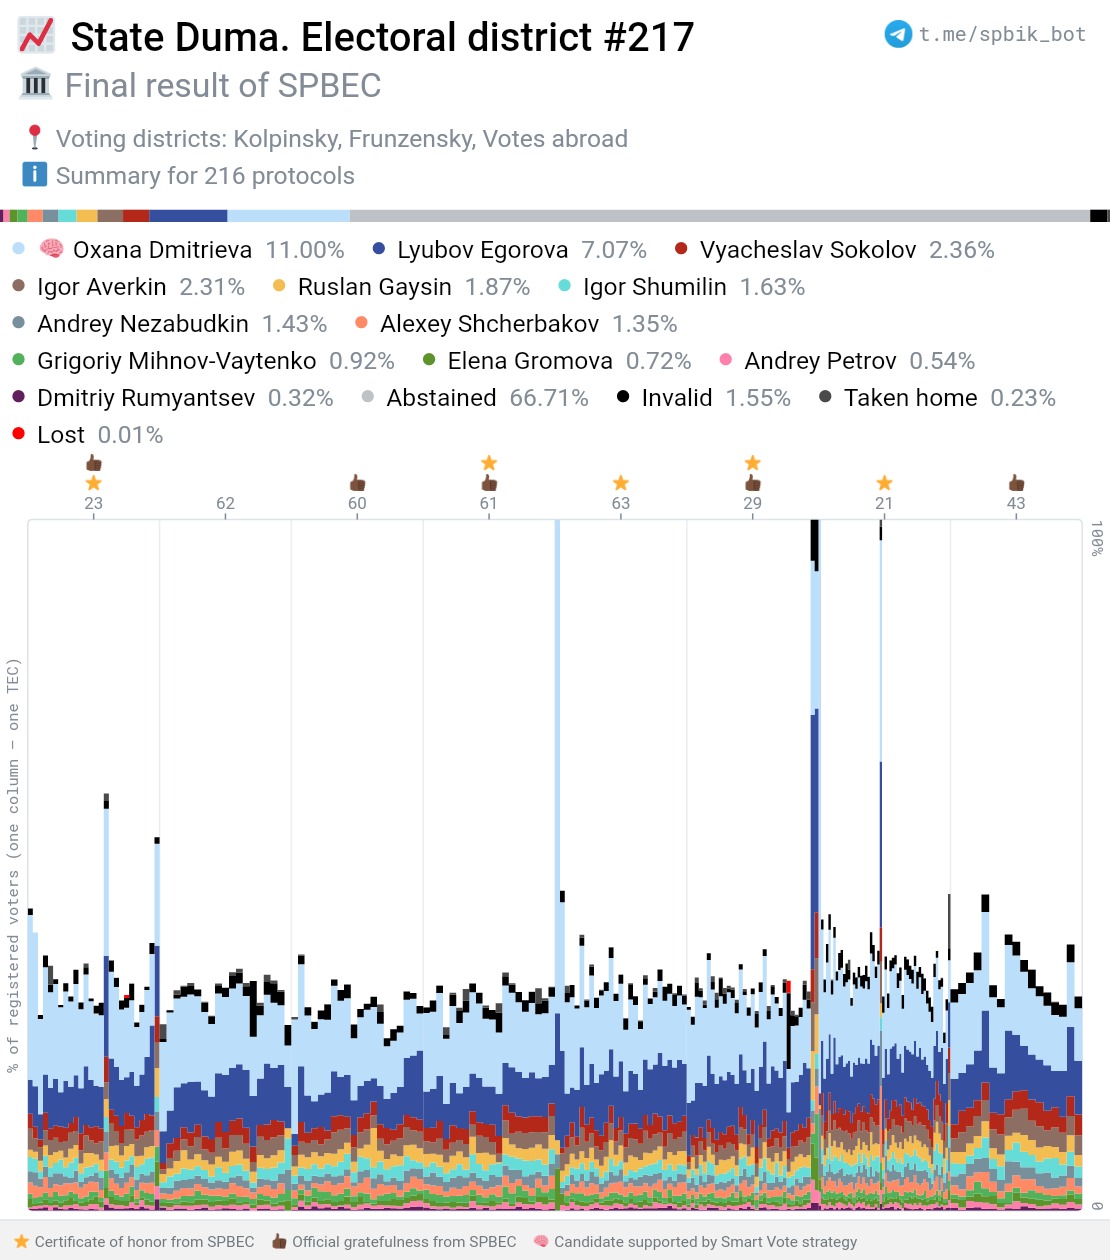 State Duma. Electoral district #217
t.me/spbik_bot
Final result of SPBEC
Voting districts: Kolpinsky, Frunzensky, Votes abroad
Summary for 216 protocols
Oxana Dmitrieva 11.00% Lyubov Egorova 7.07% Vyacheslav Sokolov 2.36%
Igor Averkin 2.31% Ruslan Gaysin 1.87% Igor Shumilin 1.63%
Andrey Nezabudkin 1.43% Alexey Shcherbakov 1.35%
Grigoriy Mihnov-Vaytenko 0.92% Elena Gromova 0.72% Andrey Petrov 0.54%
Dmitriy Rumyantsev 0.32% Abstained 66.71% Invalid 1.55% Taken home 0.23%
Lost 0.01%
23 62 60 61 63 29 21 43
100%
% of registered voters (one column – one TEC)
0
Certificate of honor from SPBEC Official gratefulness from SPBEC Candidate supported by Smart Vote strategy